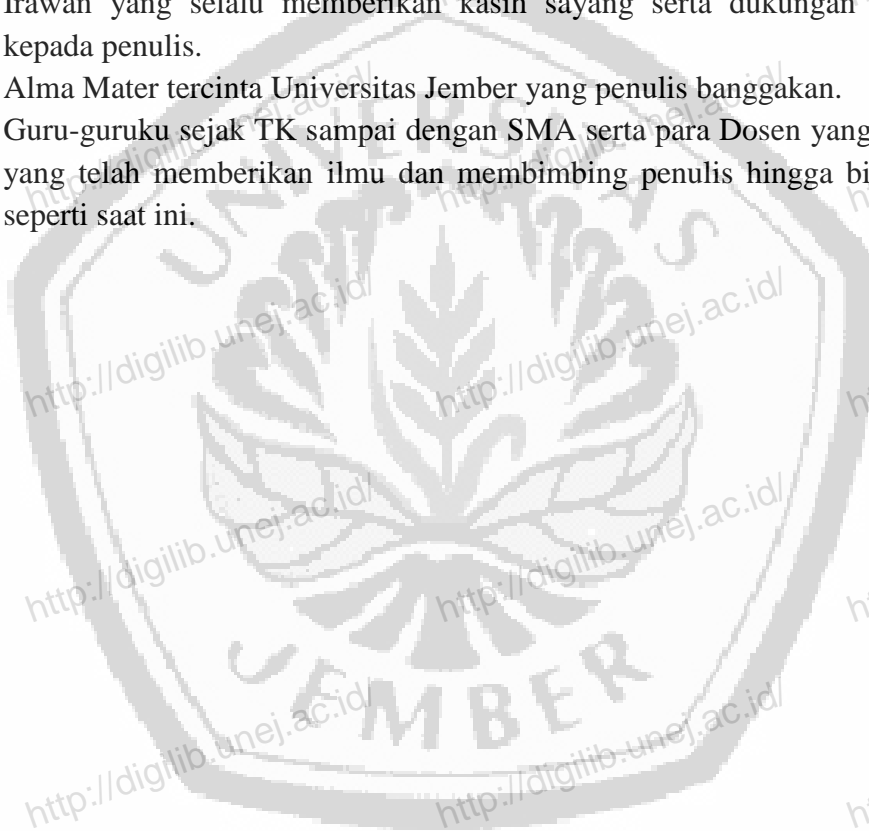 Irawan yang selalu memberikan kasih sayang serta dukungan
kepada penulis.
Alma Mater tercinta Universitas Jember yang penulis banggakan.
Guru-guruku sejak TK sampai dengan SMA serta para Dosen yang
yang telah memberikan ilmu dan membimbing penulis hingga
seperti saat ini.
UNIVERSITAS
http://digilib.unej.ac.id/
http://digilib.unej.ac.id/
http://digilib.unej.ac.id/
http://digilib.unej.ac.id/
http://digilib.unej.ac.id/
http://digilib.unej.ac.id/
JEMBER
http://digilib.unej.ac.id/
http://digilib.unej.ac.id/